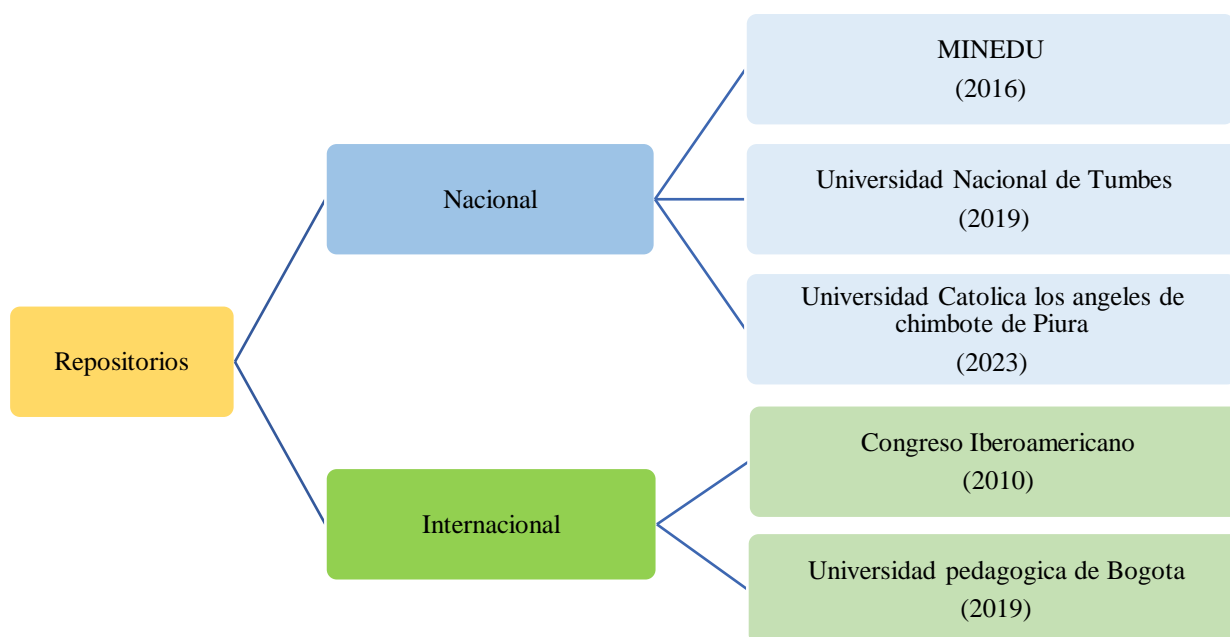 Repositorios
Nacional
MINEDU
(2016)
Universidad Nacional de Tumbes
(2019)
Universidad Catolica los angeles de
chimbote de Piura
(2023)
Internacional
Congreso Iberoamericano
(2010)
Universidad pedagogica de Bogota
(2019)